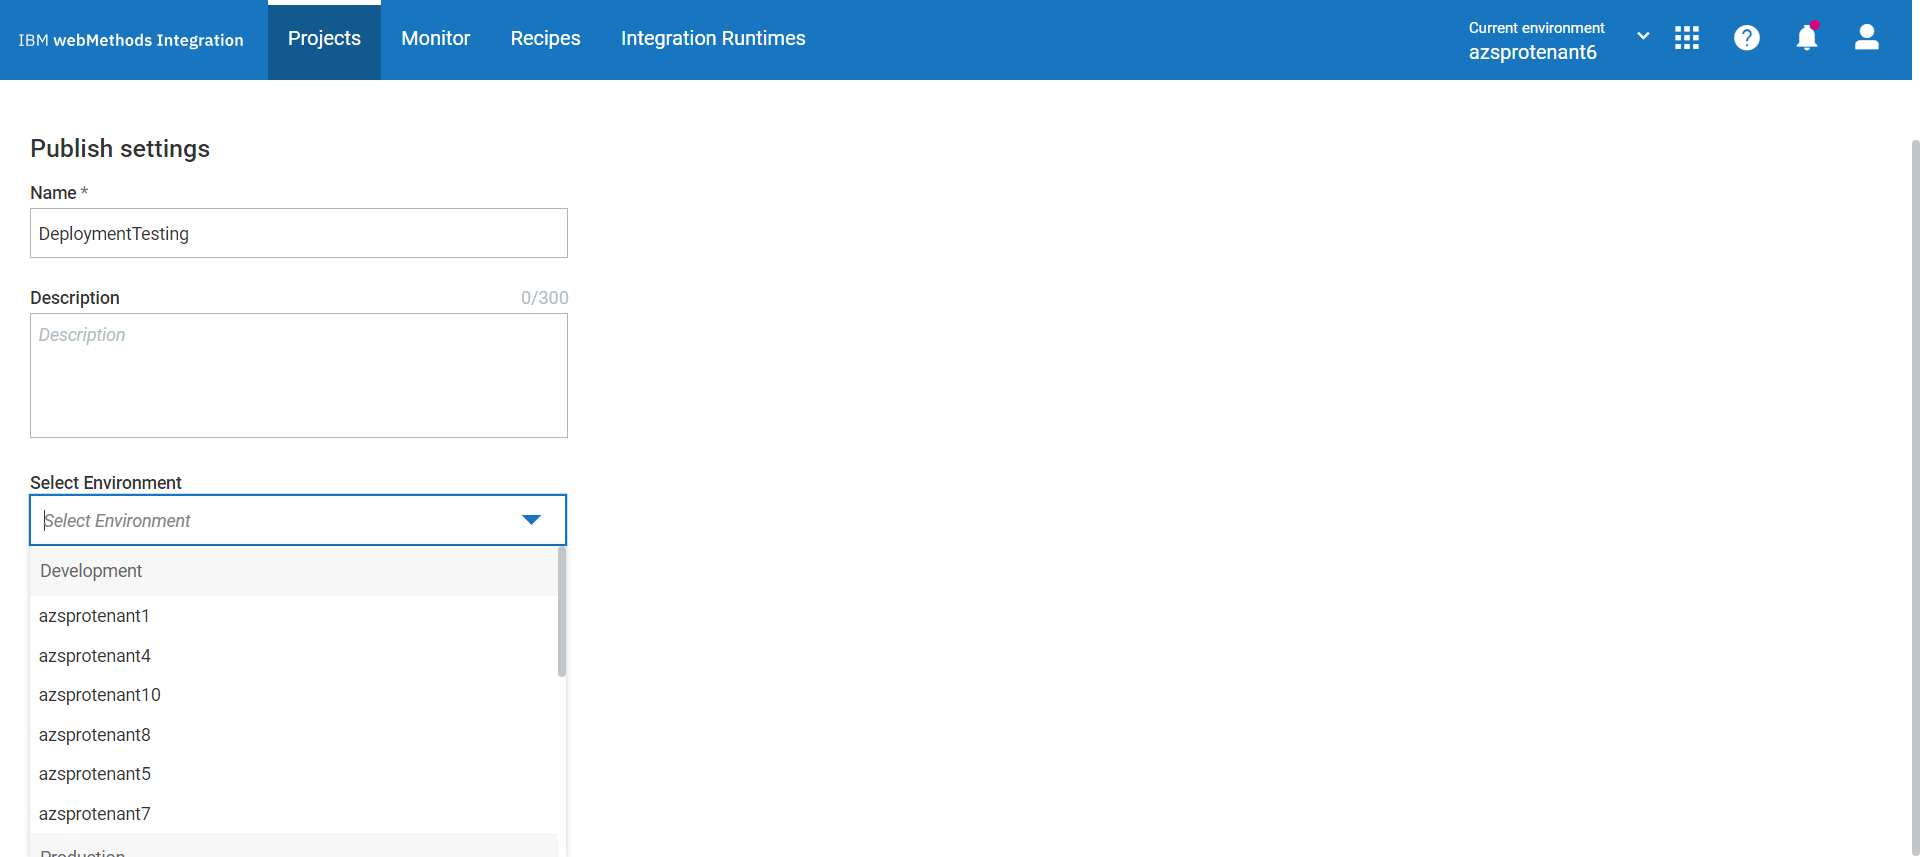 IBM webMethods Integration
Projects
Monitor
Recipes
Integration Runtimes
Current environment
azsprotenant6
Publish settings
Name *
DeploymentTesting
Description 0/300
Description
Select Environment
Select Environment
Development
azsprotenant1
azsprotenant4
azsprotenant10
azsprotenant8
azsprotenant5
azsprotenant7
Production